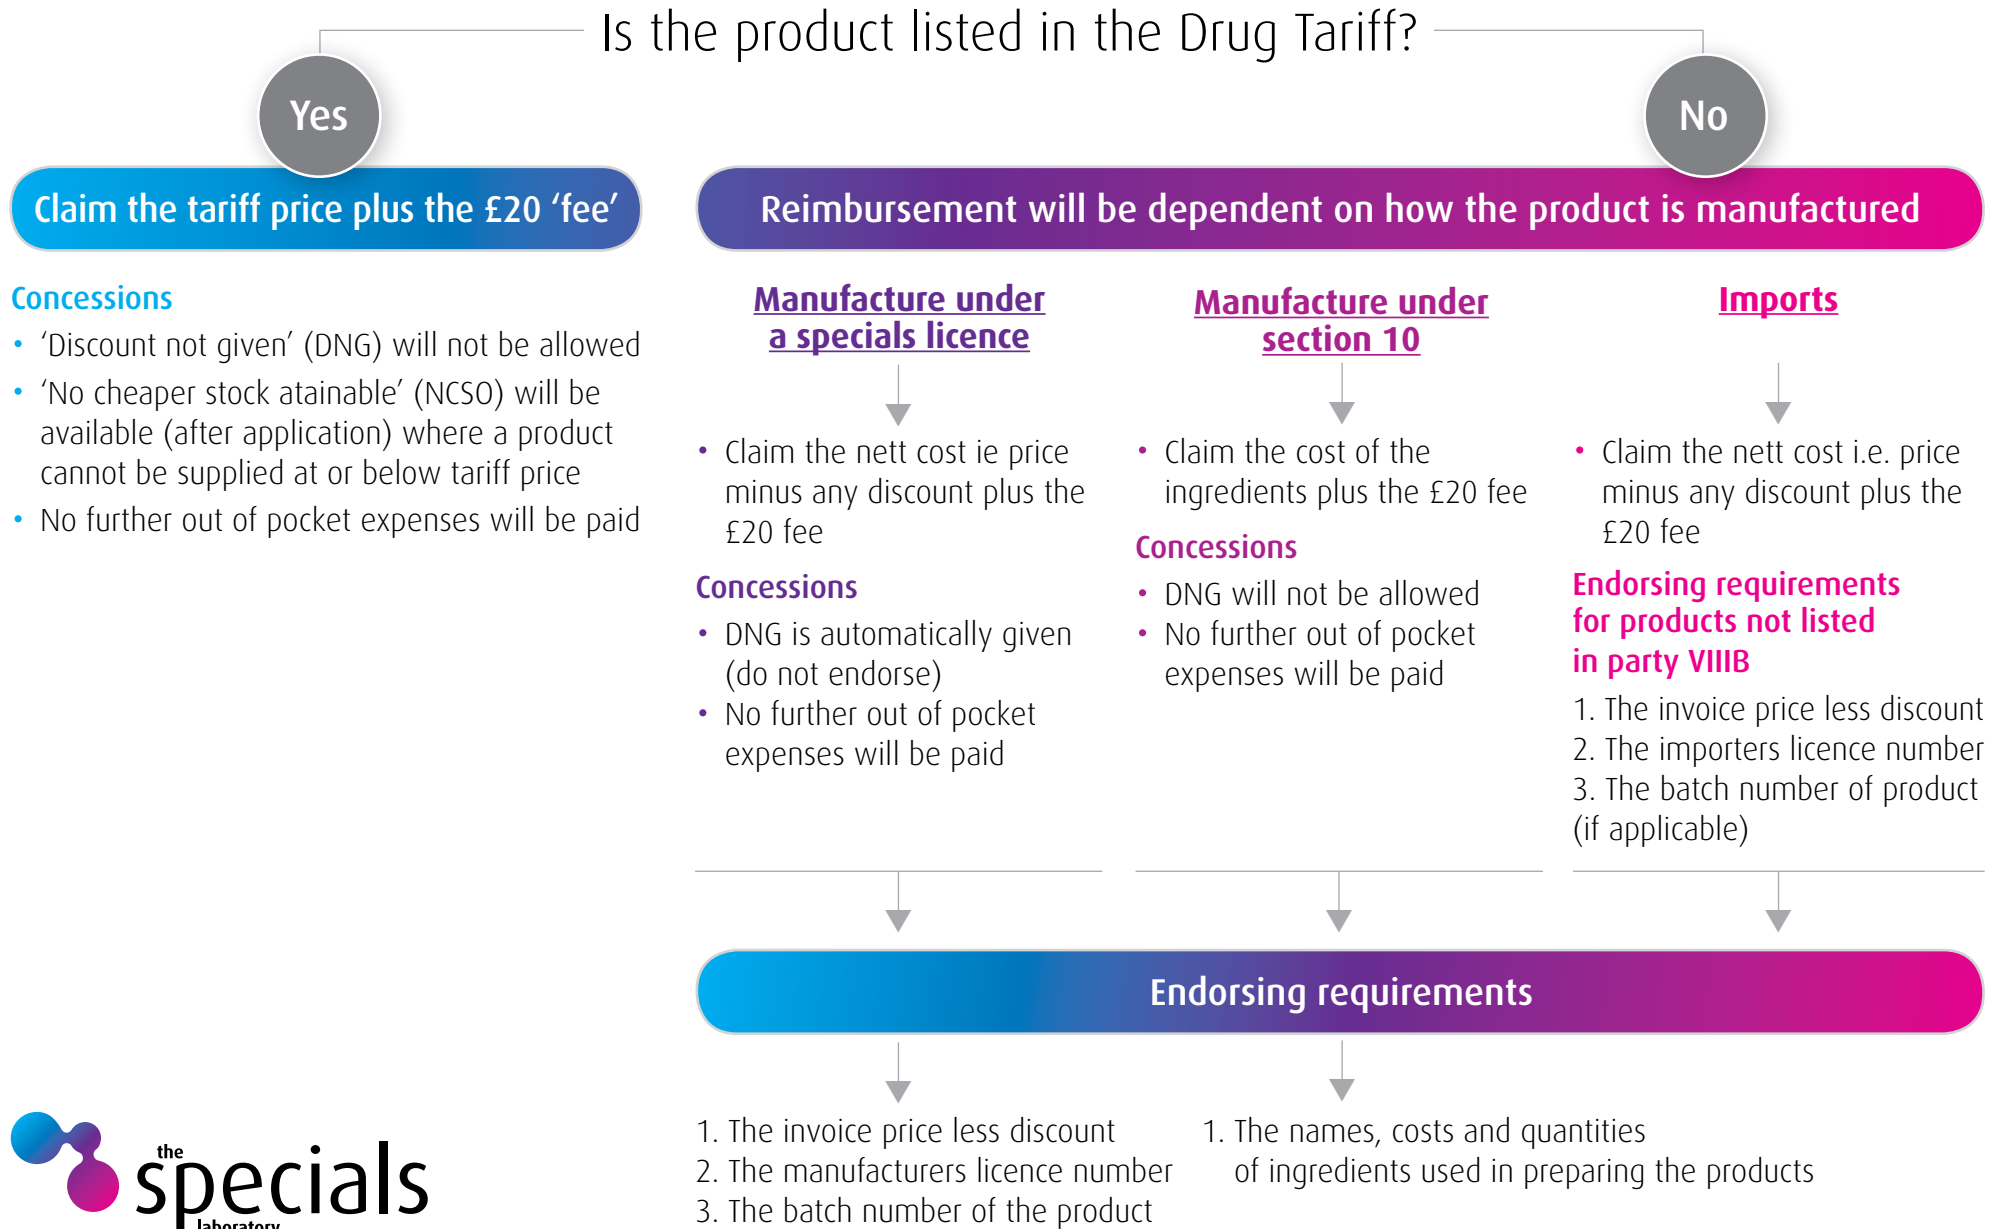 Is the product listed in the Drug Tariff?
Yes
No
Claim the tariff price plus the £20 ‘fee’
Reimbursement will be dependent on how the product is manufactured
Concessions
• ‘Discount not given’ (DNG) will not be allowed
• ‘No cheaper stock atainable’ (NCSO) will be
available (after application) where a product
cannot be supplied at or below tariff price
• No further out of pocket expenses will be paid
Manufacture under
a specials licence
• Claim the nett cost ie price
minus any discount plus the
£20 fee
Concessions
• DNG is automatically given
(do not endorse)
• No further out of pocket
expenses will be paid
Manufacture under
section 10
• Claim the cost of the
ingredients plus the £20 fee
Concessions
• DNG will not be allowed
• No further out of pocket
expenses will be paid
Imports
• Claim the nett cost i.e. price
minus any discount plus the
£20 fee
Endorsing requirements
for products not listed
in party VIIIB
1. The invoice price less discount
2. The importers licence number
3. The batch number of product
(if applicable)
Endorsing requirements
1. The invoice price less discount
2. The manufacturers licence number
3. The batch number of the product
1. The names, costs and quantities
of ingredients used in preparing the products
the
specials
laboratory